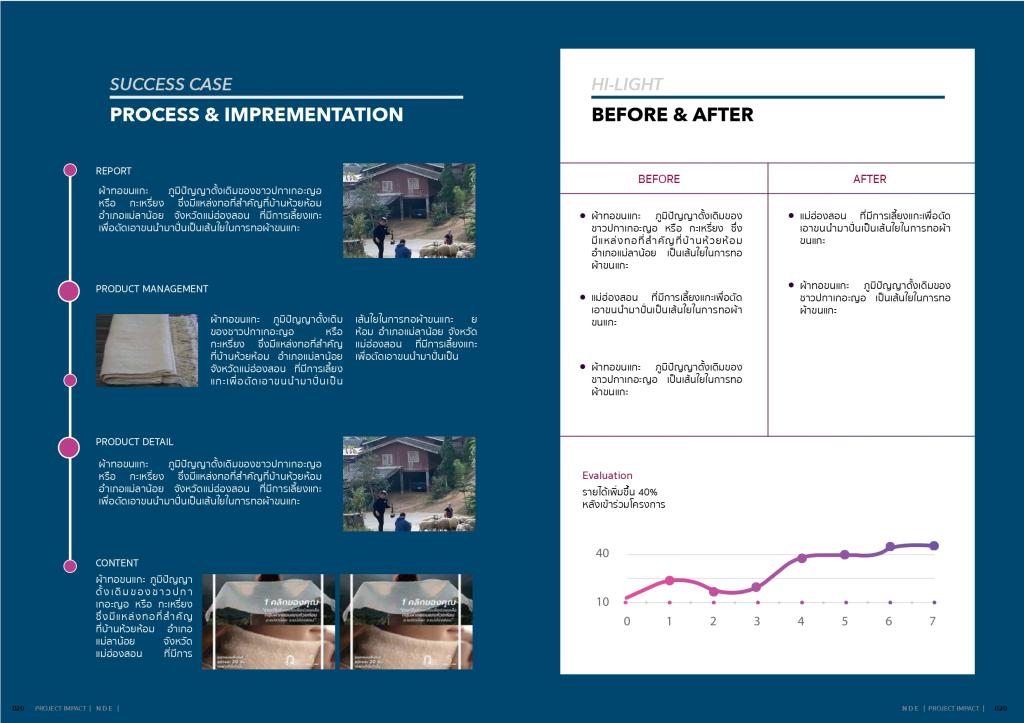 SUCCESS CASE
PROCESS & IMPREMENTATION
REPORT
ผ้าทอขนแกะ ภูมิปัญญาดั้งเดิมของชาวปกาเกอะญอ
หรือ กะเหรี่ยง ซึ่งมีแหล่งทอที่สำคัญที่บ้านห้วยห้อม
อำเภอแม่ลาน้อย จังหวัดแม่ฮ่องสอน ที่มีการเลี้ยงแกะ
เพื่อตัดเอาขนนำมาปั่นเป็นเส้นใยในการทอผ้าขนแกะ
PRODUCT MANAGEMENT
ผ้าทอขนแกะ ภูมิปัญญาดั้งเดิม
ของชาวปกาเกอะญอ หรือ
กะเหรี่ยง ซึ่งมีแหล่งทอที่สำคัญ
ที่บ้านห้วยห้อม อำเภอแม่ลาน้อย
จังหวัดแม่ฮ่องสอน ที่มีการเลี้ยง
แกะเพื่อตัดเอาขนนำมาปั่นเป็น
เส้นใยในการทอผ้าขนแกะ ย
ห้อม อำเภอแม่ลาน้อย จังหวัด
แม่ฮ่องสอน ที่มีการเลี้ยงแกะ
เพื่อตัดเอาขนนำมาปั่นเป็น
PRODUCT DETAIL
ผ้าทอขนแกะ ภูมิปัญญาดั้งเดิมของชาวปกาเกอะญอ
หรือ กะเหรี่ยง ซึ่งมีแหล่งทอที่สำคัญที่บ้านห้วยห้อม
อำเภอแม่ลาน้อย จังหวัดแม่ฮ่องสอน ที่มีการเลี้ยงแกะ
เพื่อตัดเอาขนนำมาปั่นเป็นเส้นใยในการทอผ้าขนแกะ
CONTENT
ผ้าทอขนแกะ ภูมิปัญญา
ดั้งเดิมของชาวปกา
เกอะญอ หรือ กะเหรี่ยง
ซึ่งมีแหล่งทอที่สำคัญ
ที่บ้านห้วยห้อม อำเภอ
แม่ลาน้อย จังหวัด
แม่ฮ่องสอน ที่มีการ
1 คลิกของคุณ
1 คลิกของคุณ
020 PROJECT IMPACT | NDE |
HI-LIGHT
BEFORE & AFTER
BEFORE
AFTER
ผ้าทอขนแกะ ภูมิปัญญาดั้งเดิมของ
ชาวปกาเกอะญอ หรือ กะเหรี่ยง ซึ่ง
มีแหล่งทอที่สำคัญที่บ้านห้วยห้อม
อำเภอแม่ลาน้อย เป็นเส้นใยในการทอ
ผ้าขนแกะ
แม่ฮ่องสอน ที่มีการเลี้ยงแกะเพื่อตัด
เอาขนนำมาปั่นเป็นเส้นใยในการทอผ้า
ขนแกะ
ผ้าทอขนแกะ ภูมิปัญญาดั้งเดิมของ
ชาวปกาเกอะญอ เป็นเส้นใยในการทอ
ผ้าขนแกะ
แม่ฮ่องสอน ที่มีการเลี้ยงแกะเพื่อตัด
เอาขนนำมาปั่นเป็นเส้นใยในการทอผ้า
ขนแกะ
ผ้าทอขนแกะ ภูมิปัญญาดั้งเดิมของ
ชาวปกาเกอะญอ เป็นเส้นใยในการทอ
ผ้าขนแกะ
Evaluation
รายได้เพิ่มขึ้น 40%
หลังเข้าร่วมโครงการ
40
10
0 1 2 3 4 5 6 7
NDE | PROJECT IMPACT | 020